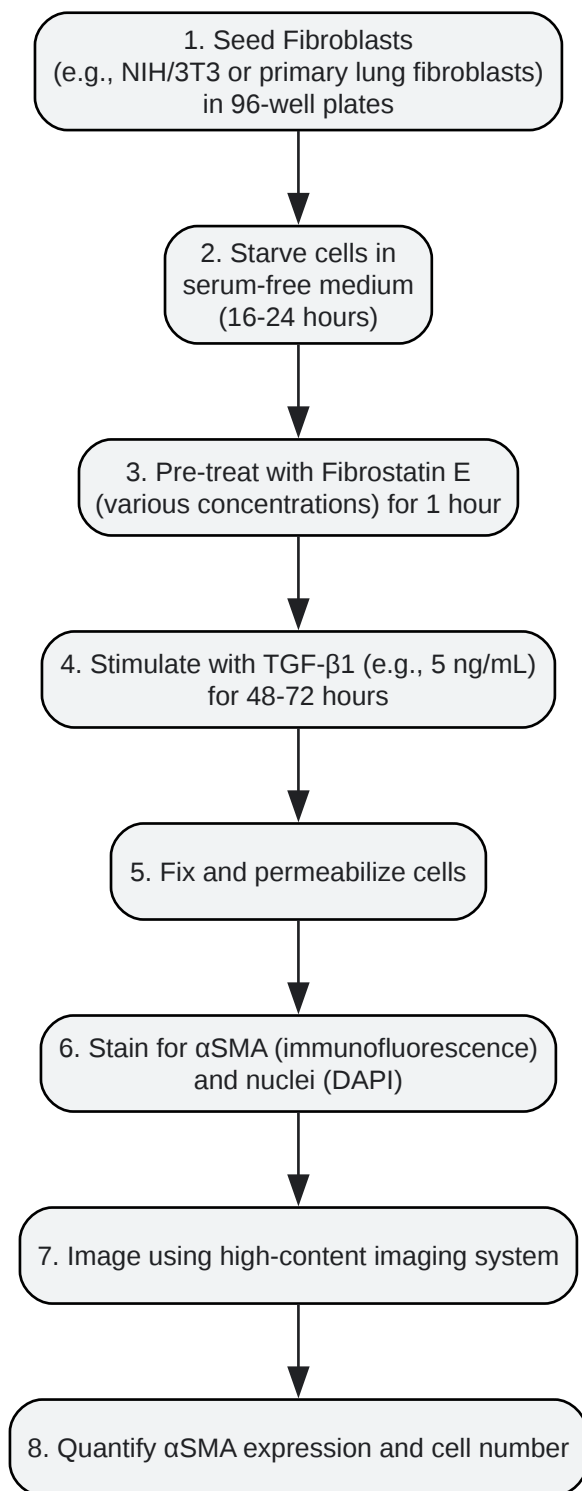 1. Seed Fibroblasts
(e.g., NIH/3T3 or primary lung fibroblasts)
in 96-well plates
2. Starve cells in
serum-free medium
(16-24 hours)
3. Pre-treat with Fibrostatin E
(various concentrations) for 1 hour
4. Stimulate with TGF-β1 (e.g., 5 ng/mL)
for 48-72 hours
5. Fix and permeabilize cells
6. Stain for αSMA (immunofluorescence)
and nuclei (DAPI)
7. Image using high-content imaging system
8. Quantify αSMA expression and cell number